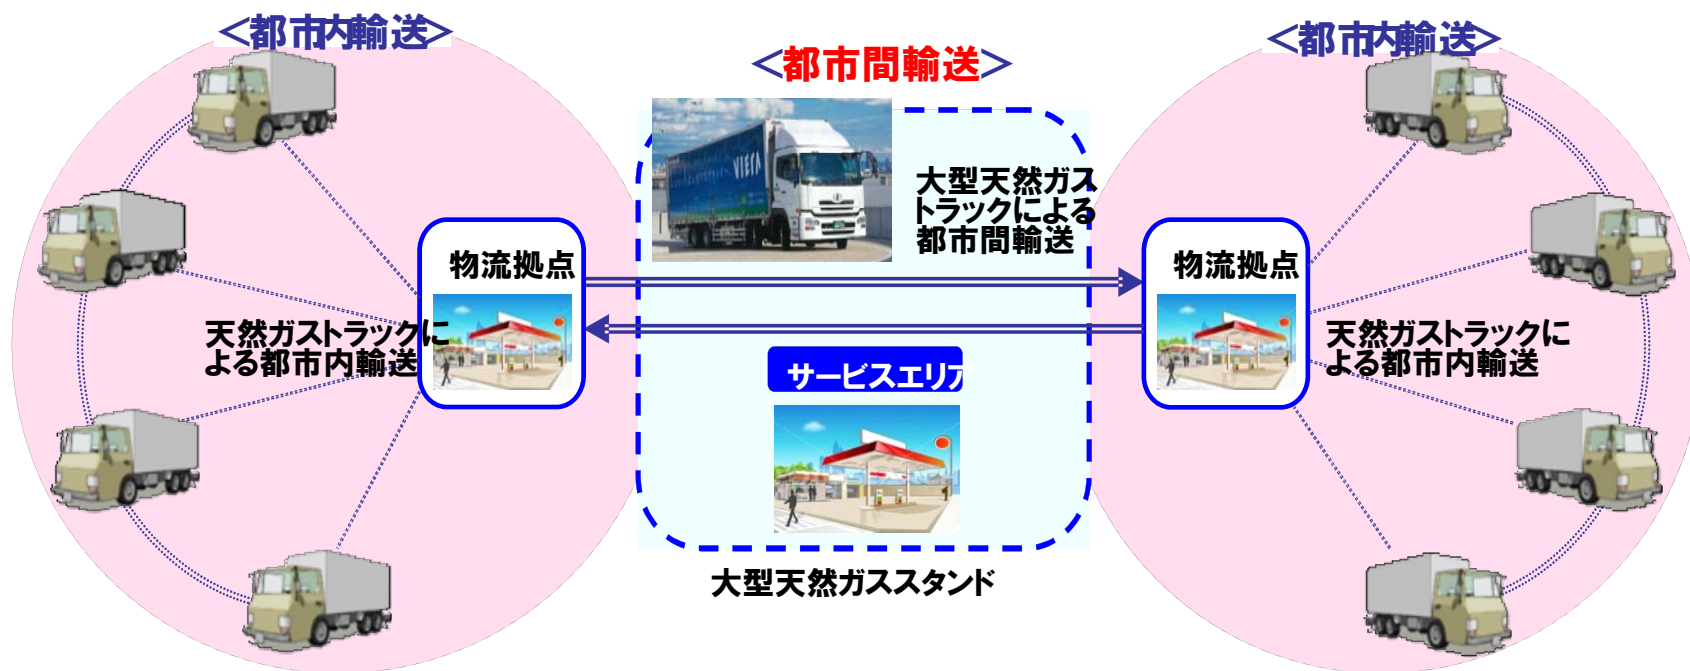 <都市内輸送>
<都市間輸送>
<都市内輸送>
VIERA
大型天然ガス
トラックによる
都市間輸送
物流拠点
物流拠点
天然ガストラックに
よる都市内輸送
天然ガストラックに
よる都市内輸送
サービスエリア
大型天然ガススタンド